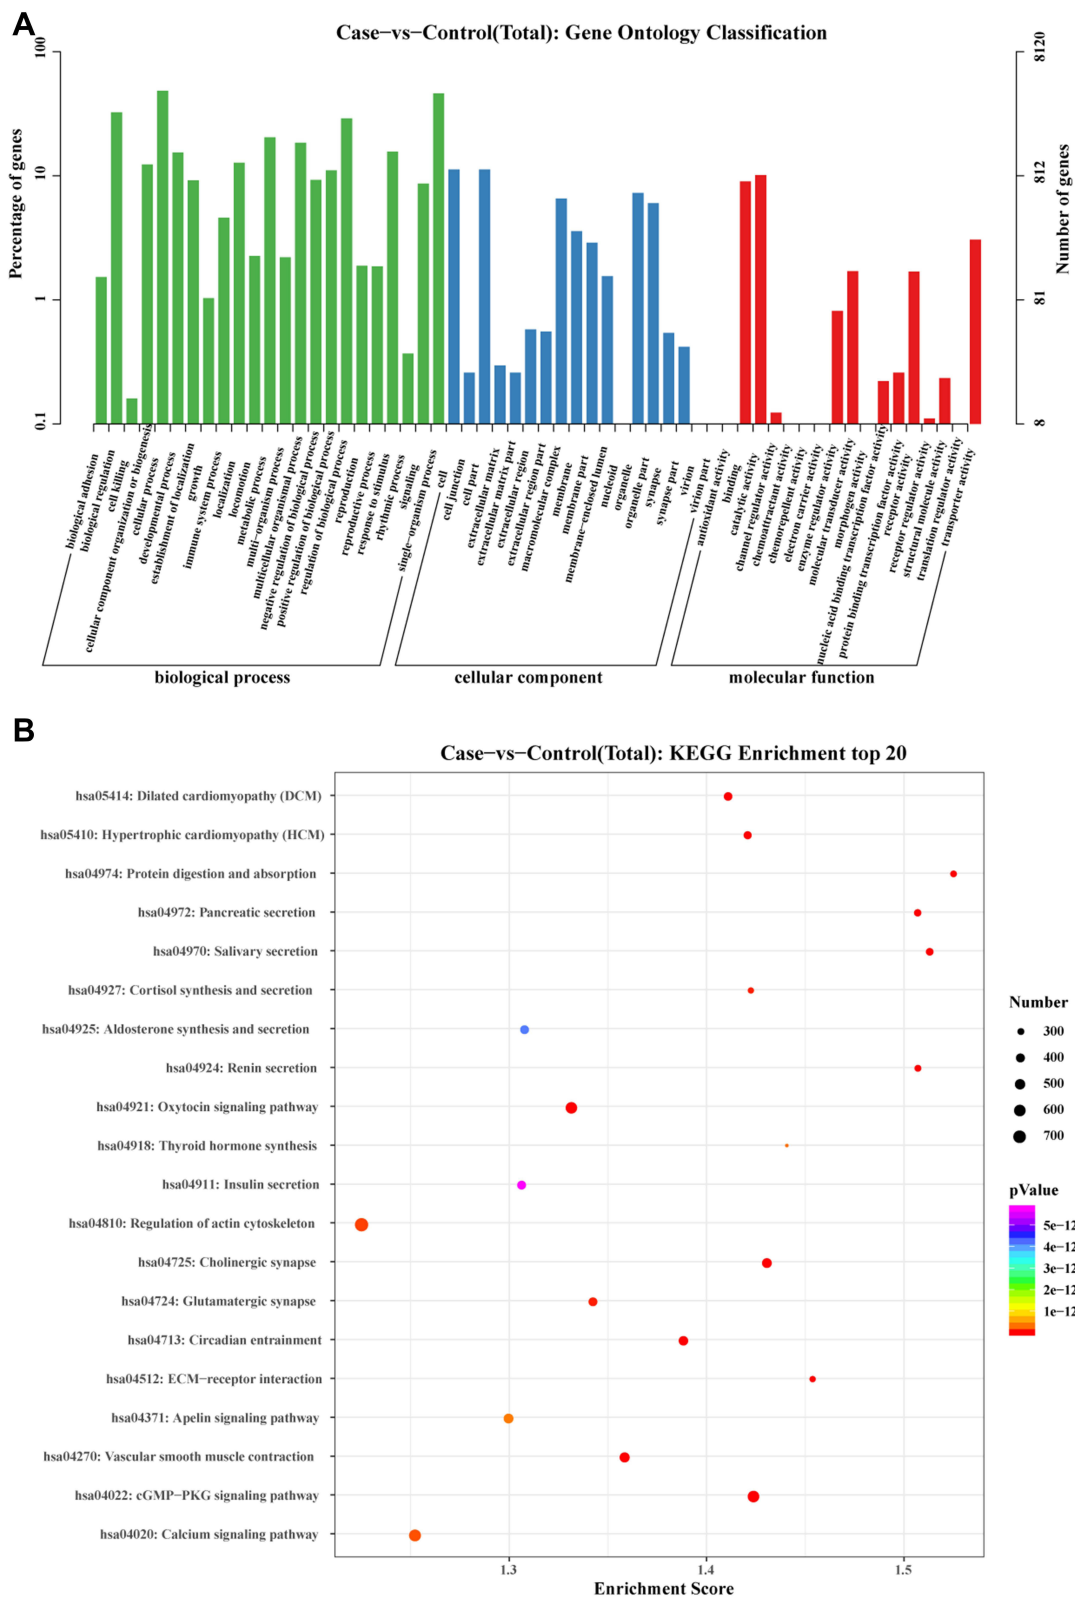 A
Case−vs−Control(Total): Gene Ontology Classification
Percentage of genes
100
10
1
0.1
Number of genes
8120
812
81
8
biological adhesion
biological regulation
cell killing
cellular component organization or biogenesis
cellular process
developmental process
establishment of localization
growth
immune system process
localization
locomotion
metabolic process
multi−organism process
multicellular organismal process
negative regulation of biological process
positive regulation of biological process
regulation of biological process
reproduction
reproductive process
response to stimulus
rhythmic process
signaling
single−organism process
cell
cell junction
cell part
extracellular matrix
extracellular matrix part
extracellular region
extracellular region part
macromolecular complex
membrane
membrane part
membrane−enclosed lumen
nucleoid
organelle
organelle part
synapse
synapse part
virion
virion part
antioxidant activity
binding
catalytic activity
channel regulator activity
chemoattractant activity
chemorepellent activity
electron carrier activity
enzyme regulator activity
molecular transducer activity
morphogen activity
nucleic acid binding transcription factor activity
protein binding transcription factor activity
receptor activity
receptor regulator activity
structural molecule activity
translation regulator activity
transporter activity
biological process
cellular component
molecular function
B
Case−vs−Control(Total): KEGG Enrichment top 20
hsa05414: Dilated cardiomyopathy (DCM)
hsa05410: Hypertrophic cardiomyopathy (HCM)
hsa04974: Protein digestion and absorption
hsa04972: Pancreatic secretion
hsa04970: Salivary secretion
hsa04927: Cortisol synthesis and secretion
hsa04925: Aldosterone synthesis and secretion
hsa04924: Renin secretion
hsa04921: Oxytocin signaling pathway
hsa04918: Thyroid hormone synthesis
hsa04911: Insulin secretion
hsa04810: Regulation of actin cytoskeleton
hsa04725: Cholinergic synapse
hsa04724: Glutamatergic synapse
hsa04713: Circadian entrainment
hsa04512: ECM−receptor interaction
hsa04371: Apelin signaling pathway
hsa04270: Vascular smooth muscle contraction
hsa04022: cGMP−PKG signaling pathway
hsa04020: Calcium signaling pathway
1.3
1.4
1.5
Enrichment Score
Number
300
400
500
600
700
pValue
5e−12
4e−12
3e−12
2e−12
1e−12